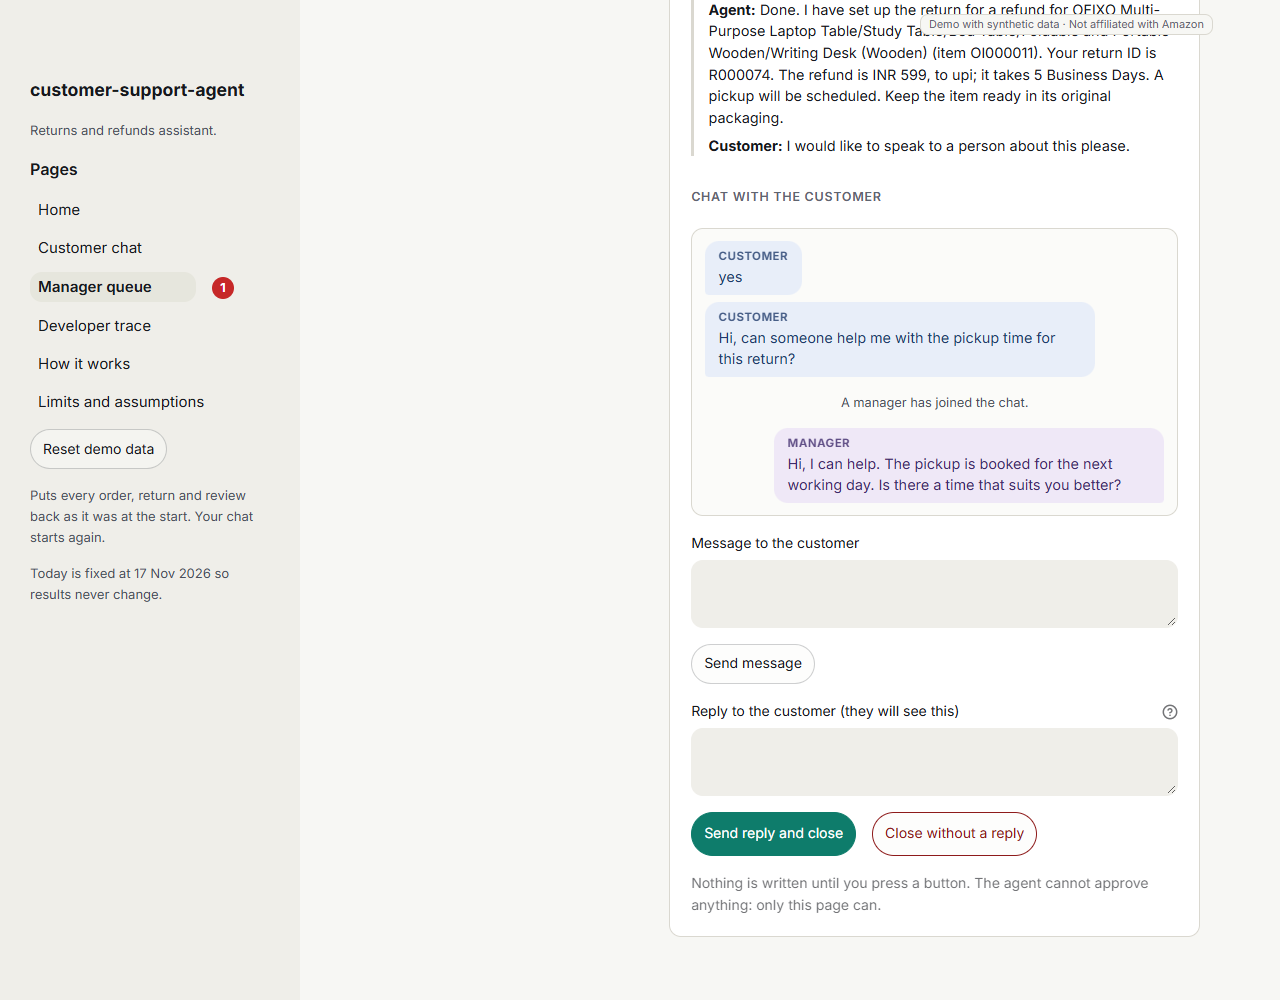 customer-support-agent
Returns and refunds assistant.
Pages
Home
Customer chat
Manager queue
1
Developer trace
How it works
Limits and assumptions
Reset demo data
Puts every order, return and review
back as it was at the start. Your chat
starts again.
Today is fixed at 17 Nov 2026 so
results never change.
Demo with synthetic data · Not affiliated with Amazon
Agent: Done. I have set up the return for a refund for OFIXO Multi-
Purpose Laptop Table/Study Table/Bed Table/Foldable and Portable
Wooden/Writing Desk (Wooden) (item OI000011). Your return ID is
R000074. The refund is INR 599, to upi; it takes 5 Business Days. A
pickup will be scheduled. Keep the item ready in its original
packaging.
Customer: I would like to speak to a person about this please.
CHAT WITH THE CUSTOMER
CUSTOMER
yes
CUSTOMER
Hi, can someone help me with the pickup time for
this return?
A manager has joined the chat.
MANAGER
Hi, I can help. The pickup is booked for the next
working day. Is there a time that suits you better?
Message to the customer
Send message
Reply to the customer (they will see this)
Send reply and close
Close without a reply
Nothing is written until you press a button. The agent cannot approve
anything: only this page can.